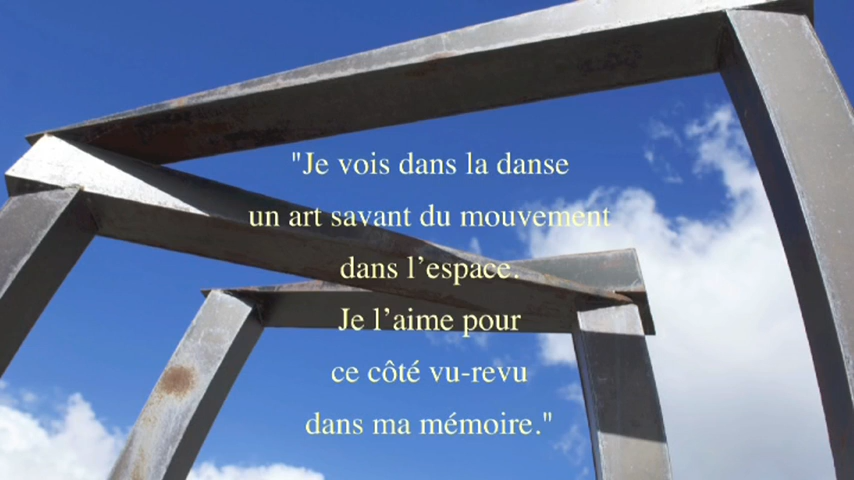 "Je vois dans la danse
un art savant du mouvement
dans l’espace.
Je l’aime pour
ce côté vu-revu
dans ma mémoire."